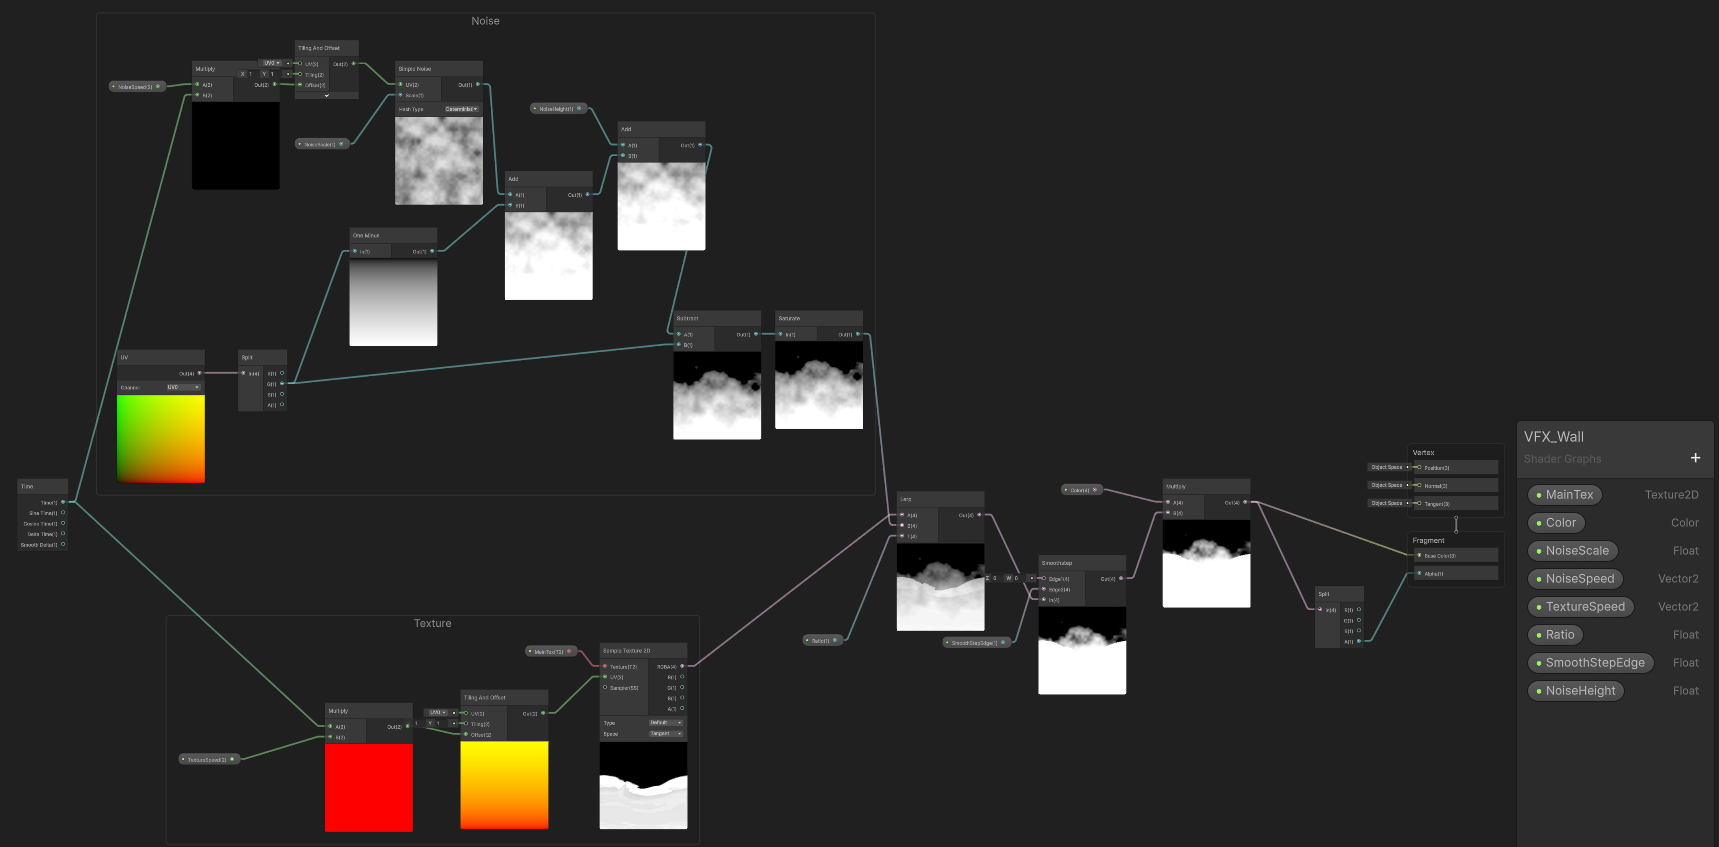 Noise
Tiling And Offset
UV0
UV(2)
Out(2)
X 1 Y 1
Tiling(2)
Offset(2)
Multiply
A(2)
Out(2)
B(2)
NoiseSpeed(2)
Simple Noise
UV(2)
Out(1)
Scale(1)
Hash Type
NoiseScale(1)
NoiseHeight(1)
Add
A(1)
Out(1)
B(1)
Add
A(1)
Out(1)
B(1)
One Minus
In(1)
Out(1)
Subtract
A(1)
Out(1)
B(1)
Saturate
In(1)
Out(1)
UV
Out(4)
Channel
UV0
Split
In(4)
R(1)
G(1)
B(1)
A(1)
Time
Time(1)
Sine Time(1)
Cosine Time(1)
Delta Time(1)
Smooth Delta(1)
Texture
MainTex(T2)
Sample Texture 2D
Texture(T2)
RGBA(4)
UV(2)
R(1)
Sampler(SS)
G(1)
B(1)
A(1)
Type
Default
Space
Tangent
Multiply
A(2)
Out(2)
B(2)
TextureSpeed(2)
Tiling And Offset
UV0
UV(2)
Out(2)
1 Y 1
Tiling(2)
Offset(2)
Lerp
A(4)
Out(4)
B(4)
T(4)
Ratio(1)
SmoothStepEdge(1)
Smoothstep
Z 0 W 0
Edge1(4)
Out(4)
Edge2(4)
In(4)
Color(4)
Multiply
A(4)
Out(4)
B(4)
Split
In(4)
R(1)
G(1)
B(1)
A(1)
Vertex
Object Space
Position(3)
Object Space
Normal(3)
Object Space
Tangent(3)
Fragment
Base Color(3)
Alpha(1)
VFX_Wall
Shader Graphs
+
MainTex Texture2D
Color Color
NoiseScale Float
NoiseSpeed Vector2
TextureSpeed Vector2
Ratio Float
SmoothStepEdge Float
NoiseHeight Float